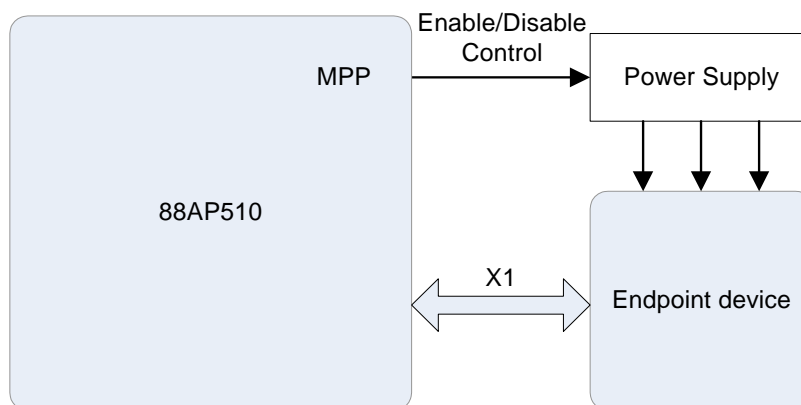 Enable/Disable
Control
MPP
Power Supply
88AP510
X1
Endpoint device